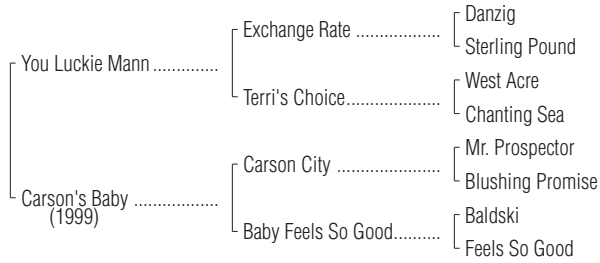 Danzig
Exchange Rate ..................
Sterling Pound
You Luckie Mann..............
West Acre
Terri's Choice....................
Chanting Sea
Mr. Prospector
Carson City ......................
Blushing Promise
Carson's Baby ..................
(1999)
Baldski
Baby Feels So Good..........
Feels So Good